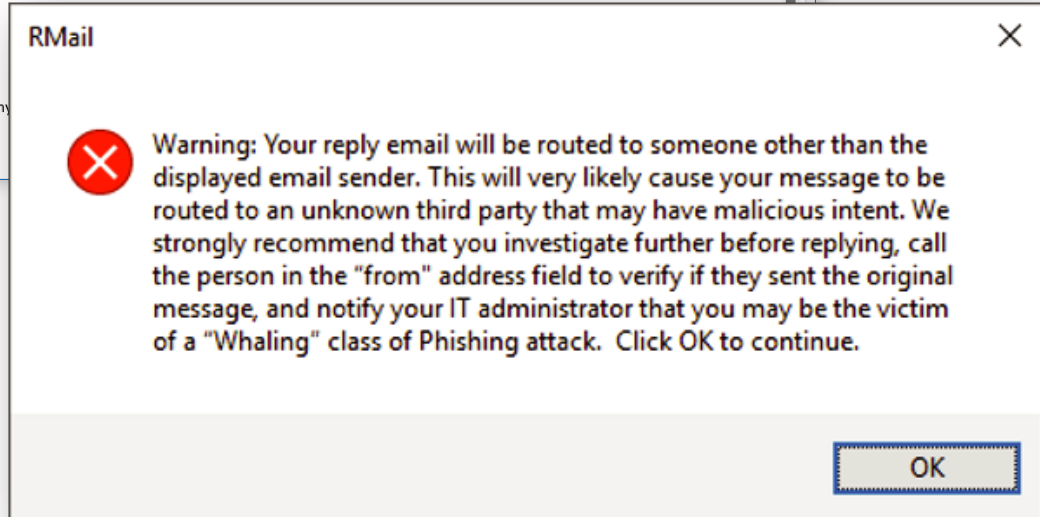 RMail
Warning: Your reply email will be routed to someone other than the
displayed email sender. This will very likely cause your message to be
routed to an unknown third party that may have malicious intent. We
strongly recommend that you investigate further before replying, call
the person in the “from” address field to verify if they sent the original
message, and notify your IT administrator that you may be the victim
of a “Whaling” class of Phishing attack.  Click OK to continue.
OK